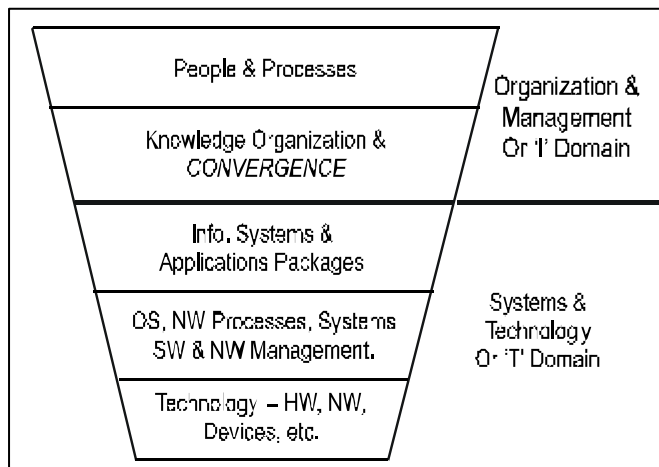 People & Processes
Knowledge Organization &
CONVERGENCE
Organization &
Management
Or 'I' Domain
Info. Systems &
Applications Packages
OS, NW Processes, Systems
SW & NW Management.
Technology – HW, NW,
Devices, etc.
Systems &
Technology
Or 'T' Domain